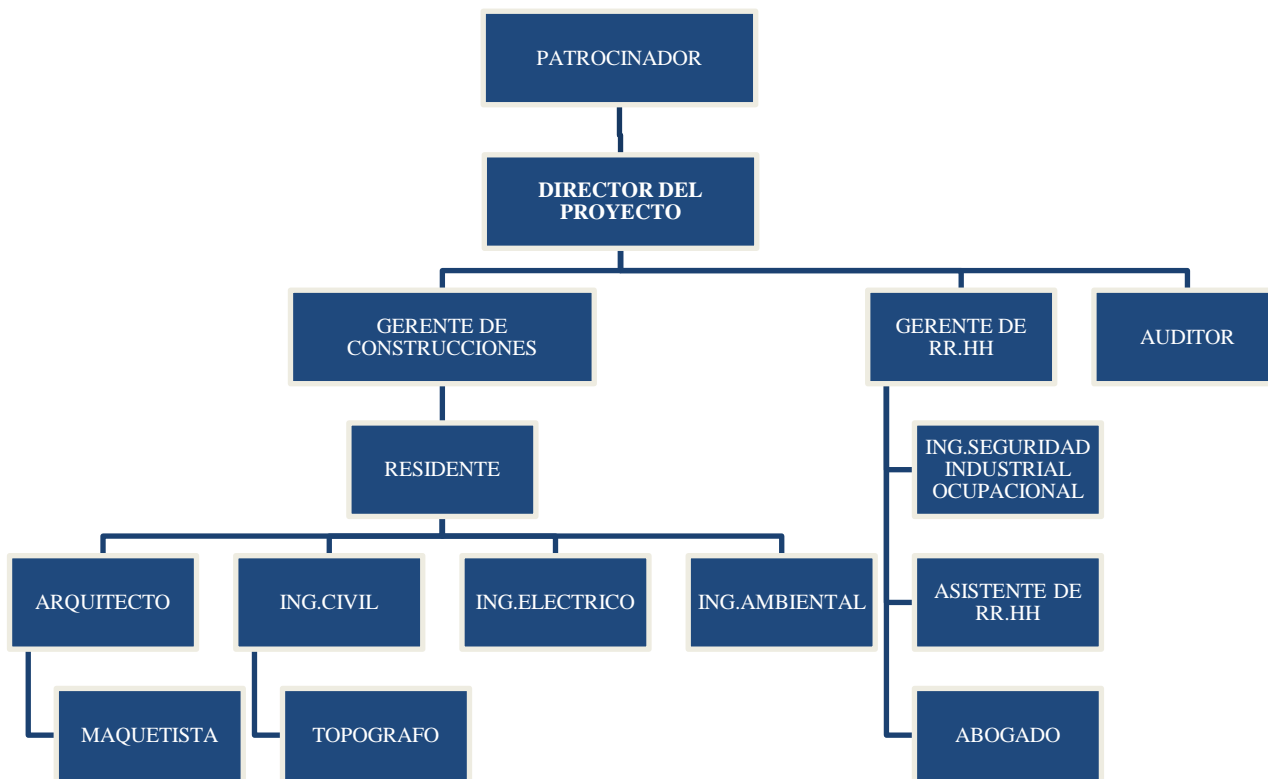 PATROCINADOR
DIRECTOR DEL
PROYECTO
GERENTE DE
CONSTRUCCIONES
GERENTE DE
RR.HH
AUDITOR
RESIDENTE
ING.SEGURIDAD
INDUSTRIAL
OCUPACIONAL
ARQUITECTO
ING.CIVIL
ING.ELECTRICO
ING.AMBIENTAL
ASISTENTE DE
RR.HH
MAQUETISTA
TOPOGRAFO
ABOGADO